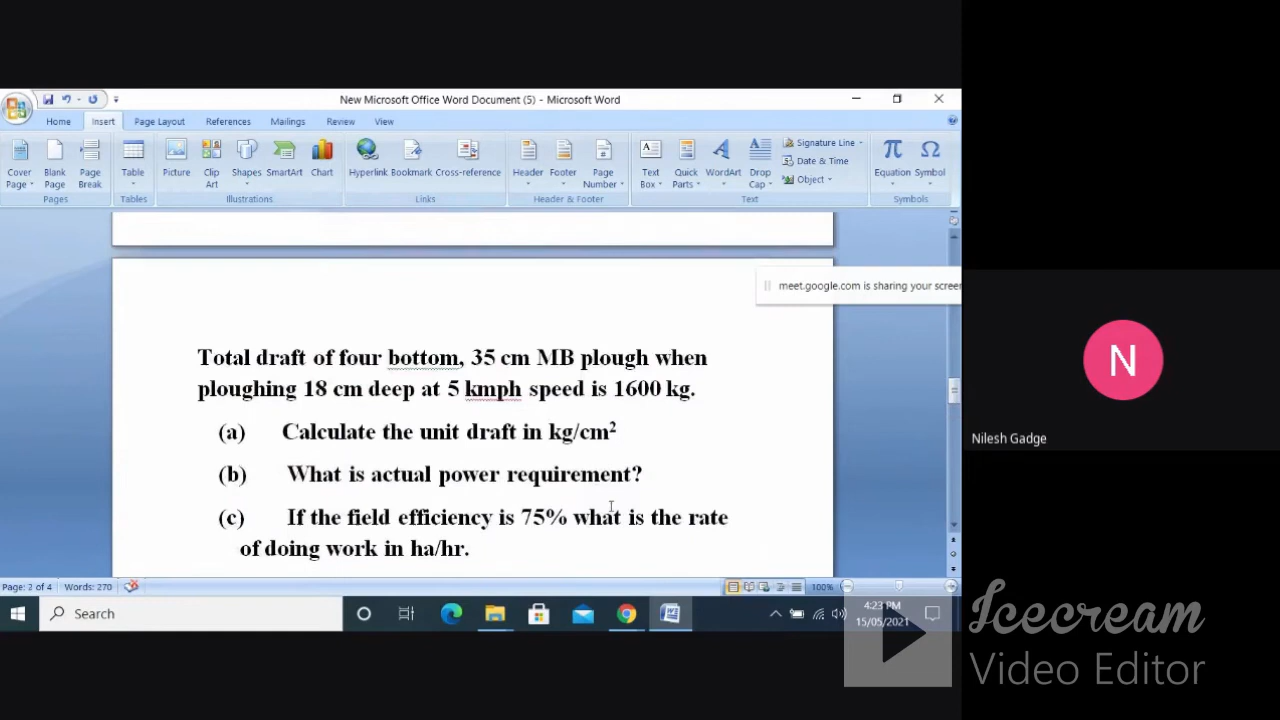 New Microsoft Office Word Document (5) - Microsoft Word
Home Insert Page Layout References Mailings Review View
Cover Page Blank Page Page Break Table Picture Clip Art Shapes SmartArt Chart Hyperlink Bookmark Cross-reference Header Footer Page Number Text Box Quick Parts WordArt Drop Cap Signature Line Date & Time Object Equation Symbol
Pages Tables Illustrations Links Header & Footer Text Symbols
meet.google.com is sharing your screen
Total draft of four bottom, 35 cm MB plough when
ploughing 18 cm deep at 5 kmph speed is 1600 kg.
(a) Calculate the unit draft in kg/cm²
(b) What is actual power requirement?
(c) If the field efficiency is 75% what is the rate
of doing work in ha/hr.
N
Nilesh Gadge
Page: 3 of 4 Words: 270 100%
Search
4:23 PM
15/05/2021
Icecream
Video Editor